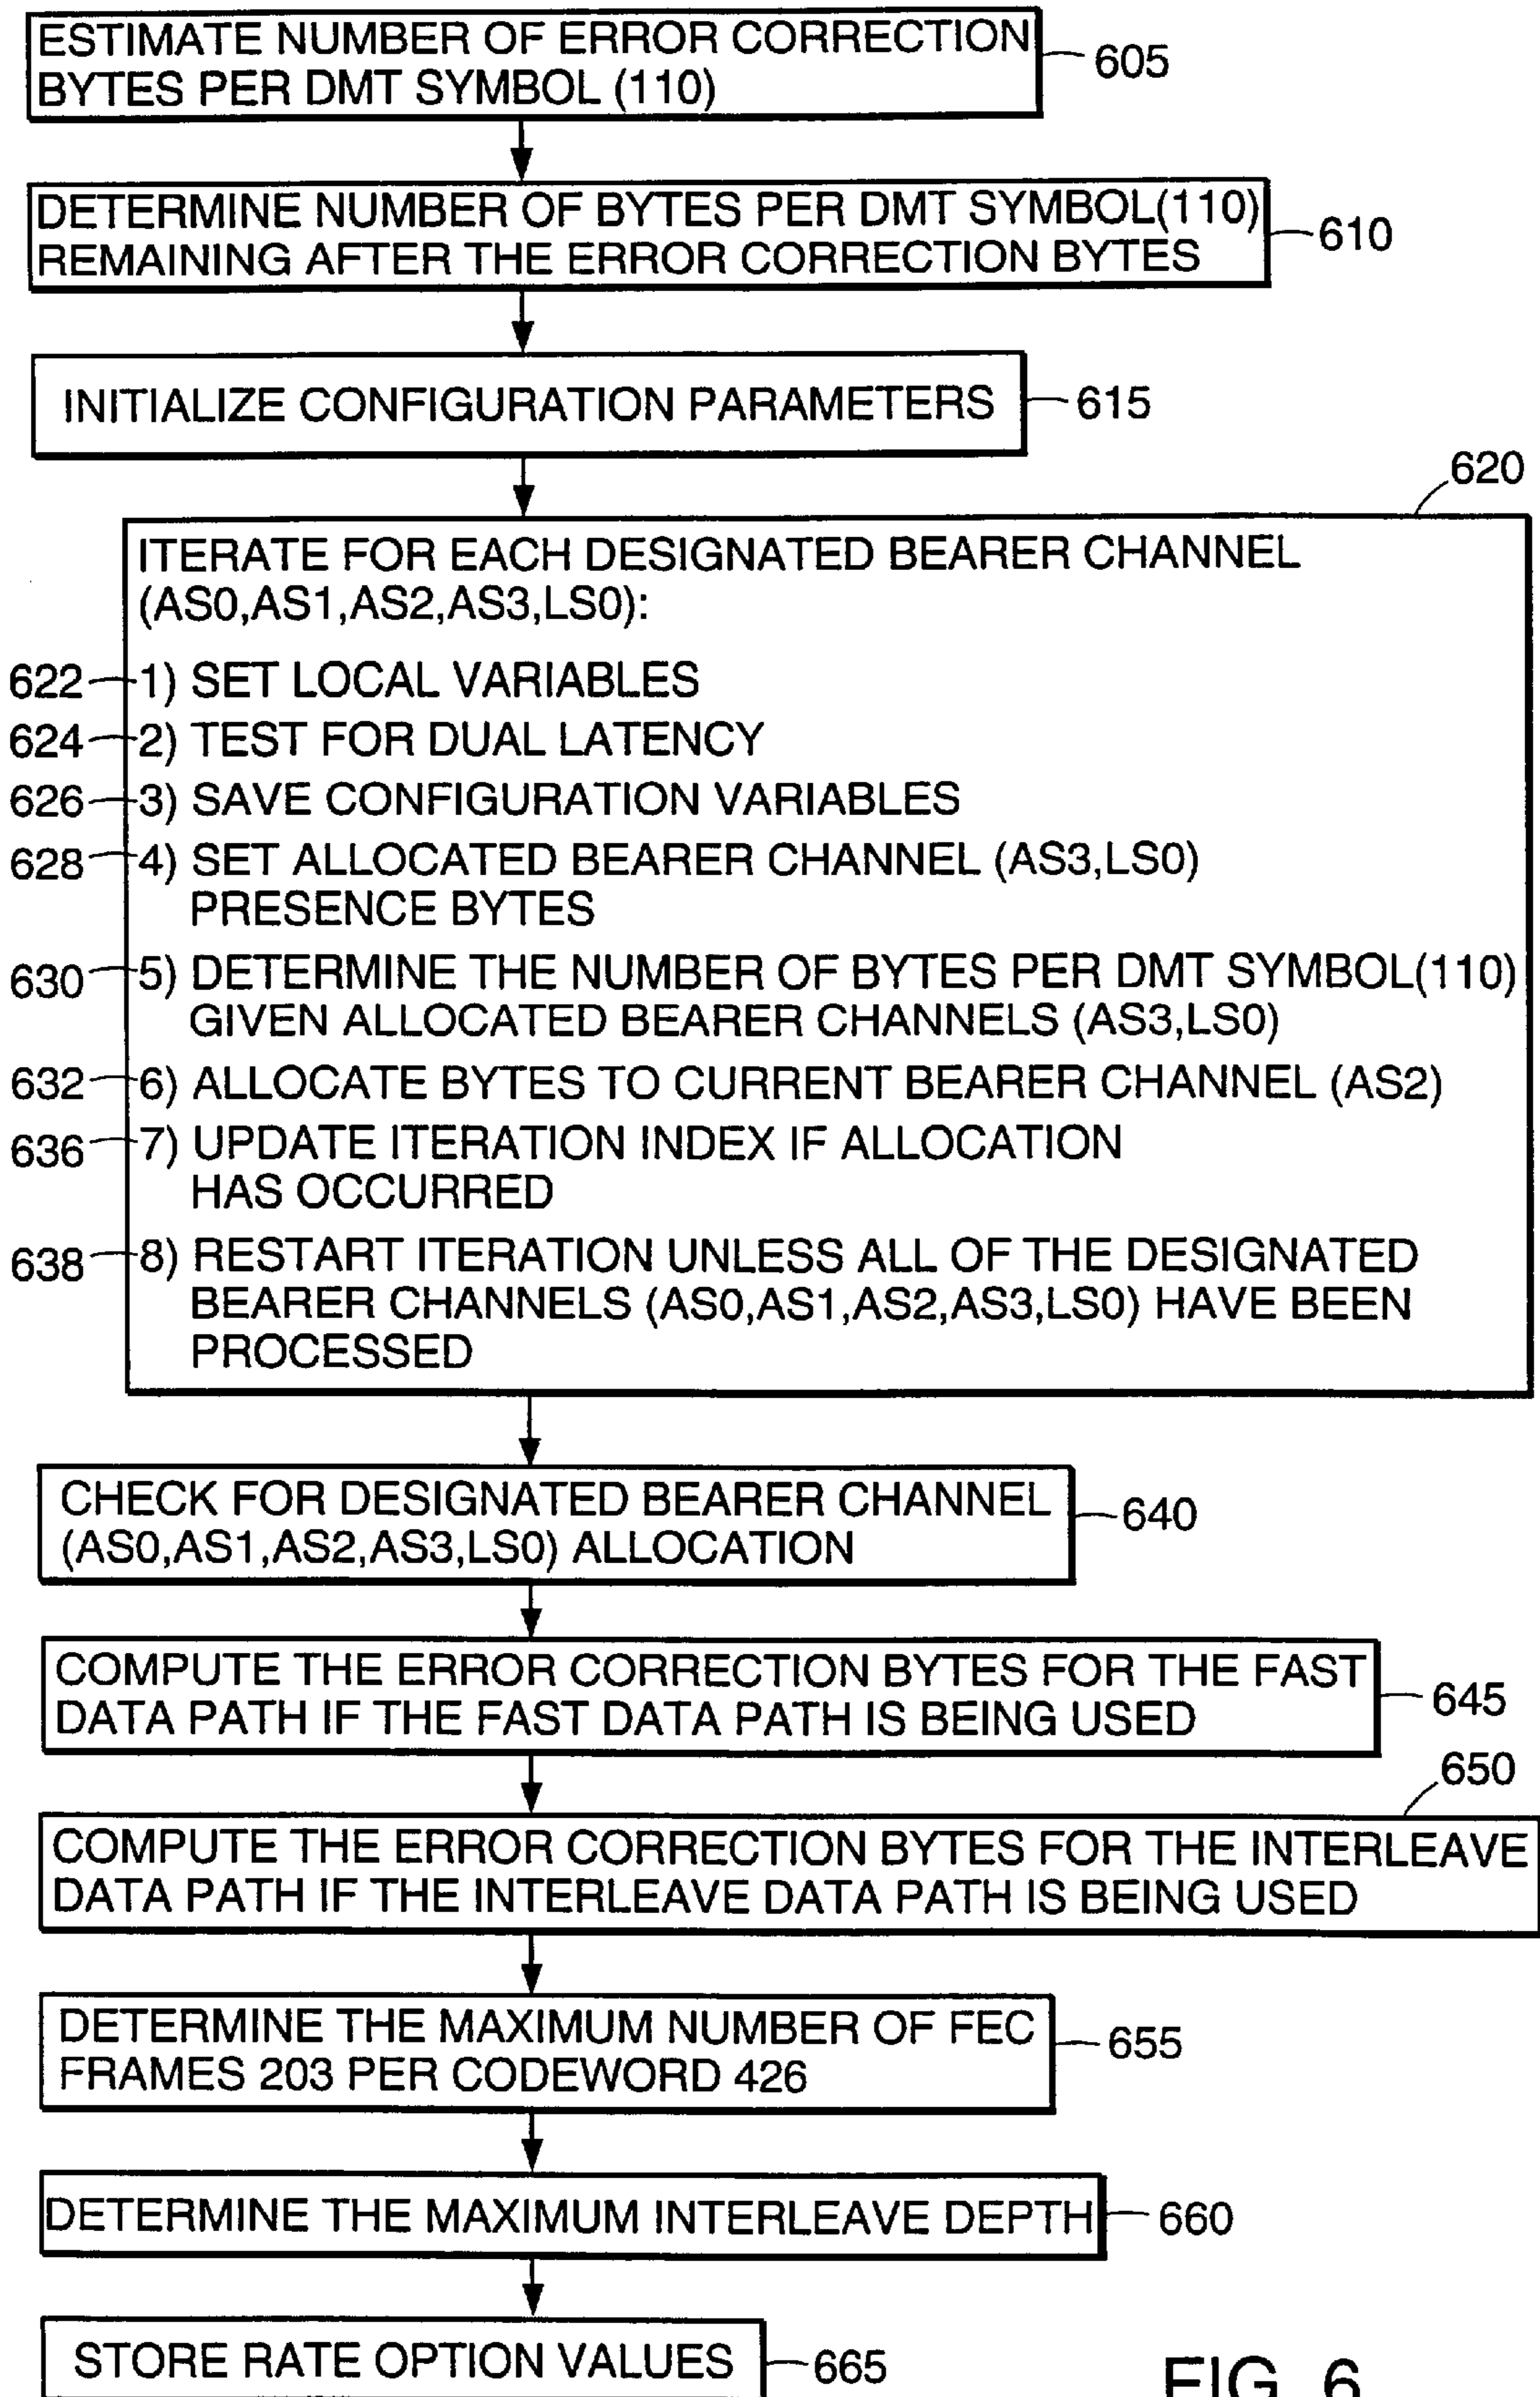 ESTIMATE NUMBER OF ERROR CORRECTION
BYTES PER DMT SYMBOL (110)
605
DETERMINE NUMBER OF BYTES PER DMT SYMBOL(110)
REMAINING AFTER THE ERROR CORRECTION BYTES
610
INITIALIZE CONFIGURATION PARAMETERS
615
620
ITERATE FOR EACH DESIGNATED BEARER CHANNEL
(AS0,AS1,AS2,AS3,LS0):
622 1) SET LOCAL VARIABLES
624 2) TEST FOR DUAL LATENCY
626 3) SAVE CONFIGURATION VARIABLES
628 4) SET ALLOCATED BEARER CHANNEL (AS3,LS0)
PRESENCE BYTES
630 5) DETERMINE THE NUMBER OF BYTES PER DMT SYMBOL(110)
GIVEN ALLOCATED BEARER CHANNELS (AS3,LS0)
632 6) ALLOCATE BYTES TO CURRENT BEARER CHANNEL (AS2)
636 7) UPDATE ITERATION INDEX IF ALLOCATION
HAS OCCURRED
638 8) RESTART ITERATION UNLESS ALL OF THE DESIGNATED
BEARER CHANNELS (AS0,AS1,AS2,AS3,LS0) HAVE BEEN
PROCESSED
CHECK FOR DESIGNATED BEARER CHANNEL
(AS0,AS1,AS2,AS3,LS0) ALLOCATION
640
COMPUTE THE ERROR CORRECTION BYTES FOR THE FAST
DATA PATH IF THE FAST DATA PATH IS BEING USED
645
650
COMPUTE THE ERROR CORRECTION BYTES FOR THE INTERLEAVE
DATA PATH IF THE INTERLEAVE DATA PATH IS BEING USED
DETERMINE THE MAXIMUM NUMBER OF FEC
FRAMES 203 PER CODEWORD 426
655
DETERMINE THE MAXIMUM INTERLEAVE DEPTH
660
STORE RATE OPTION VALUES
665
FIG. 6